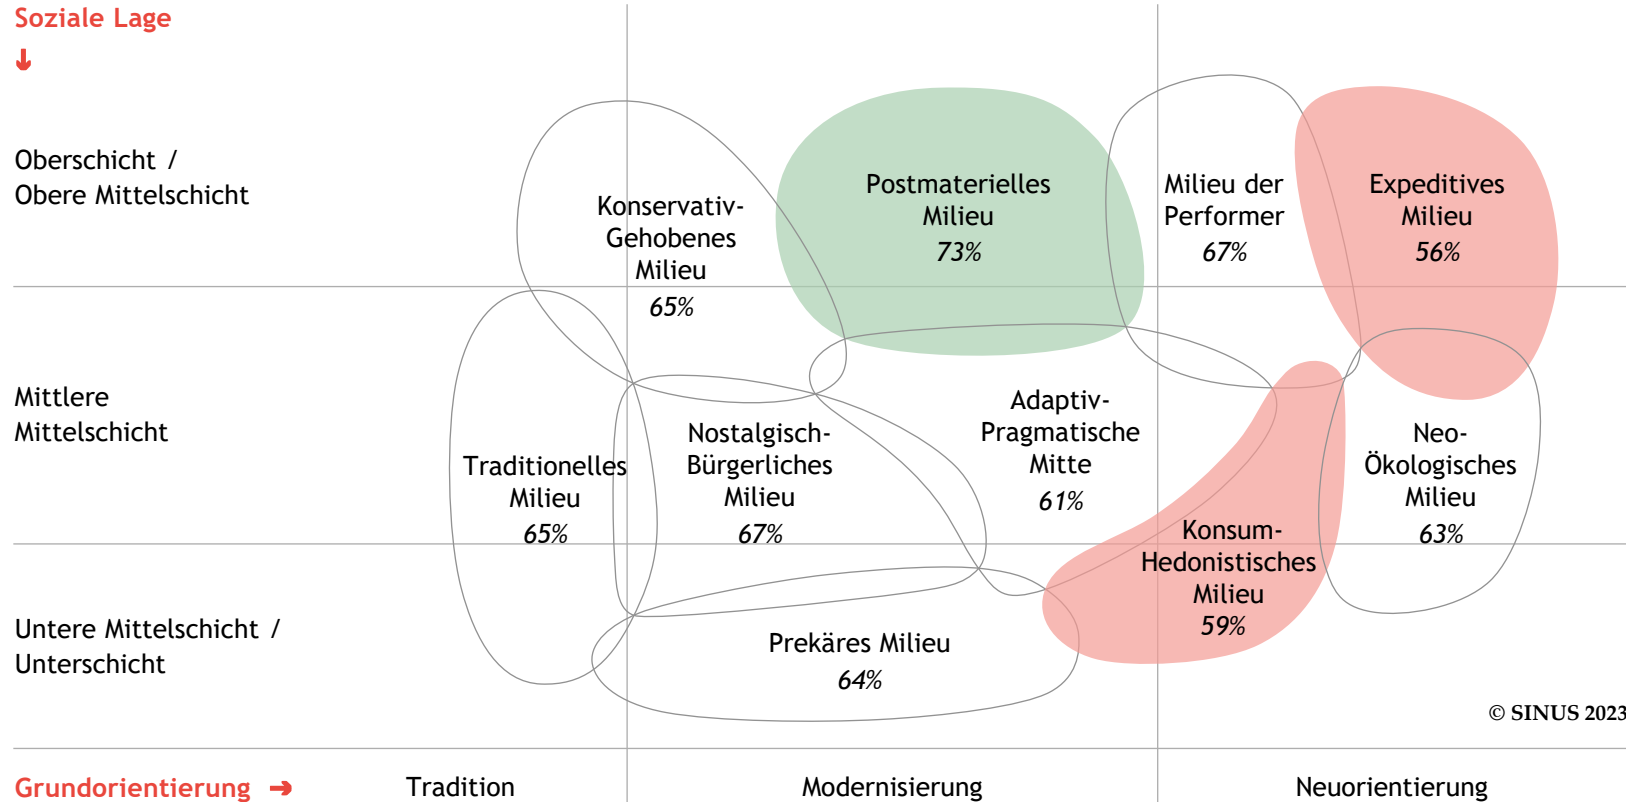 Soziale Lage
↓
Oberschicht /
Obere Mittelschicht
Mittlere
Mittelschicht
Untere Mittelschicht /
Unterschicht
Konservativ-
Gehobenes
Milieu
65%
Postmaterielles
Milieu
73%
Milieu der
Performer
67%
Expeditives
Milieu
56%
Traditionelles
Milieu
65%
Nostalgisch-
Bürgerliches
Milieu
67%
Adaptiv-
Pragmatische
Mitte
61%
Konsum-
Hedonistisches
Milieu
59%
Neo-
Ökologisches
Milieu
63%
Prekäres Milieu
64%
© SINUS 2023
Grundorientierung →
Tradition
Modernisierung
Neuorientierung